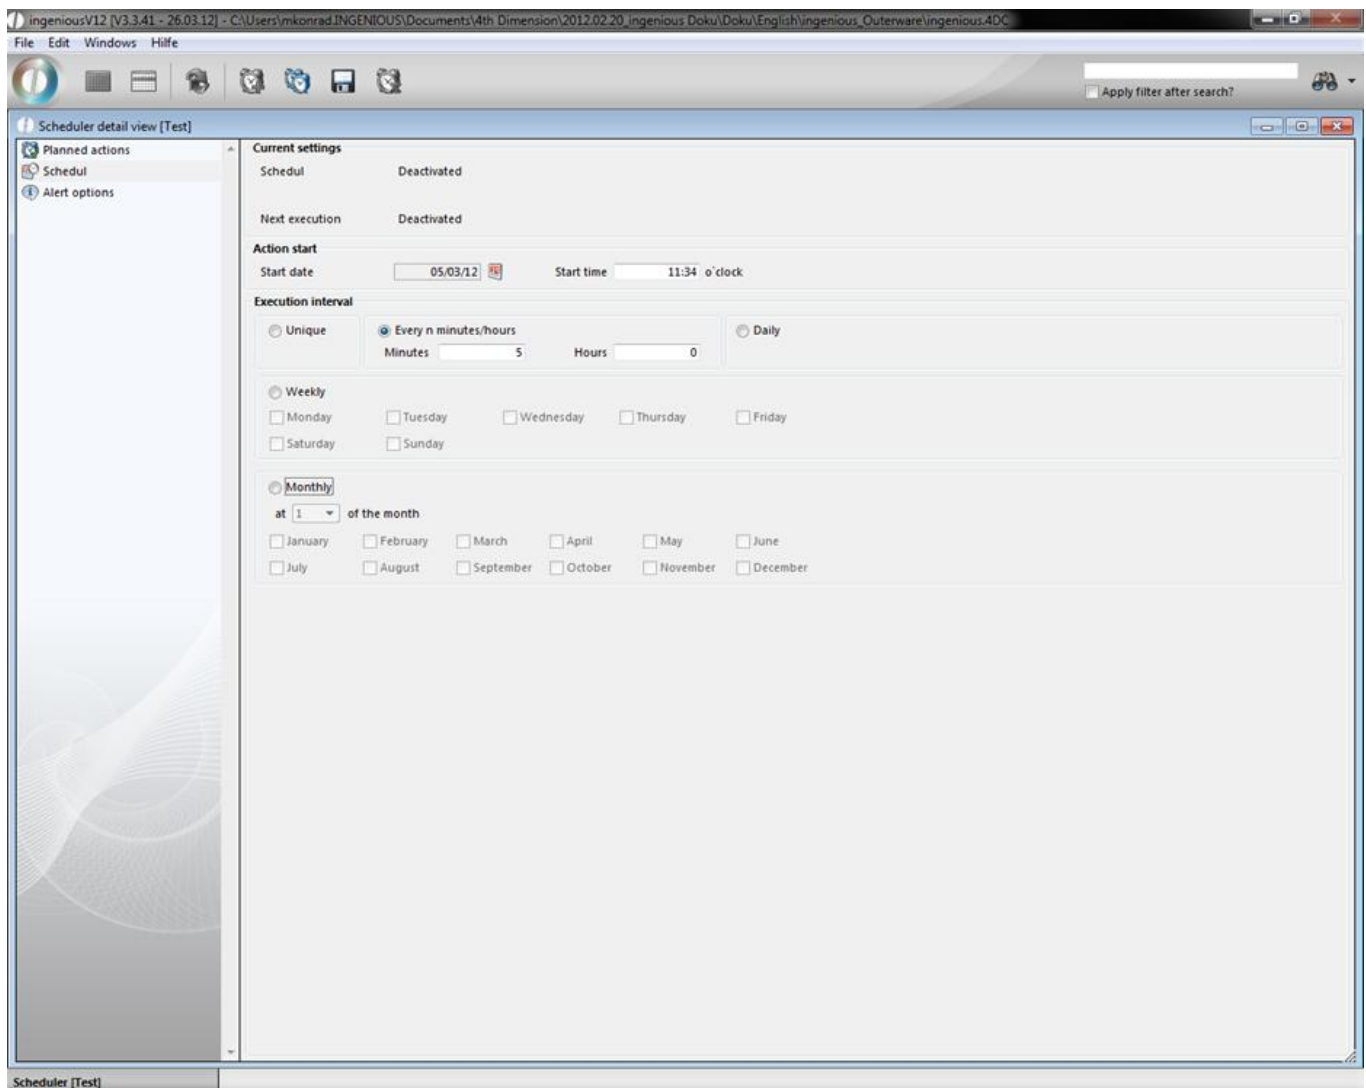 ingeniousV12 [V3.3.41 - 26.03.12] - C:\Users\mkonrad.INGENIOUS\Documents\4th Dimension\2012.02.20_ingenious Doku\Doku\English\ingenious_Outerware\ingenious.4DC
File Edit Windows Hilfe
Apply filter after search?
Scheduler detail view [Test]
Planned actions
Schedul
Alert options
Current settings
Schedul Deactivated
Next execution Deactivated
Action start
Start date 05/03/12 Start time 11:34 o`clock
Execution interval
Unique Every n minutes/hours Daily
Minutes 5 Hours 0
Weekly
Monday Tuesday Wednesday Thursday Friday
Saturday Sunday
Monthly
at 1 of the month
January February March April May June
July August September October November December
Scheduler [Test]